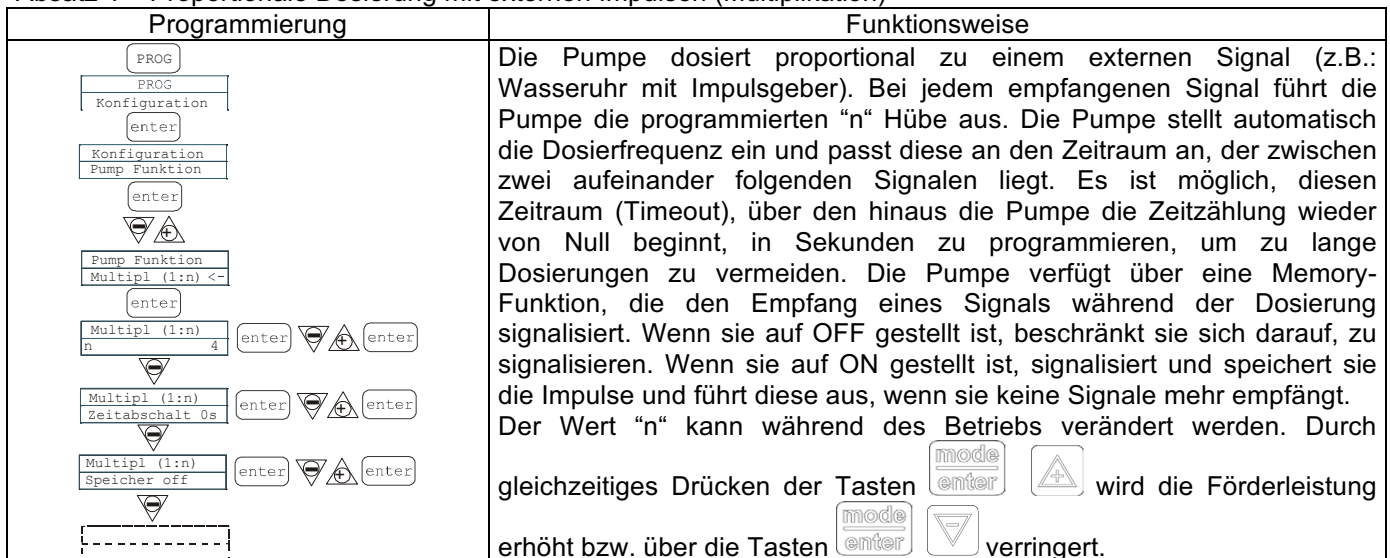 Absatz 4 – Proportionale Dosierung mit externen Impulsen (Multiplikation)
Programmierung
Funktionsweise
PROG
PROG
Konfiguration
enter
Konfiguration
Pump Funktion
enter
Pump Funktion
Multipl (1:n) <-
enter
Multipl (1:n)
n 4
enter enter
Multipl (1:n)
Zeitabschalt 0s
enter enter
Multipl (1:n)
Speicher off
enter enter
Die Pumpe dosiert proportional zu einem externen Signal (z.B.:
Wasseruhr mit Impulsgeber). Bei jedem empfangenen Signal führt die
Pumpe die programmierten “n“ Hübe aus. Die Pumpe stellt automatisch
die Dosierfrequenz ein und passt diese an den Zeitraum an, der zwischen
zwei aufeinander folgenden Signalen liegt. Es ist möglich, diesen
Zeitraum (Timeout), über den hinaus die Pumpe die Zeitzählung wieder
von Null beginnt, in Sekunden zu programmieren, um zu lange
Dosierungen zu vermeiden. Die Pumpe verfügt über eine Memory-
Funktion, die den Empfang eines Signals während der Dosierung
signalisiert. Wenn sie auf OFF gestellt ist, beschränkt sie sich darauf, zu
signalisieren. Wenn sie auf ON gestellt ist, signalisiert und speichert sie
die Impulse und führt diese aus, wenn sie keine Signale mehr empfängt.
Der Wert “n“ kann während des Betriebs verändert werden. Durch
gleichzeitiges Drücken der Tasten mode enter + wird die Förderleistung
erhöht bzw. über die Tasten mode enter - verringert.